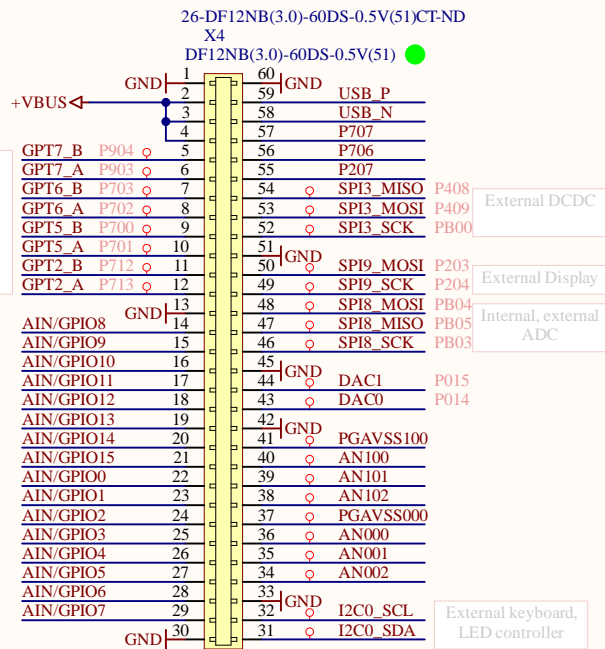 26-DF12NB(3.0)-60DS-0.5V(51)CT-ND
X4
DF12NB(3.0)-60DS-0.5V(51)
GND 1 60 GND
+VBUS 2 59 USB_P
3 58 USB_N
4 57 P707
GPT7_B P904 5 56 P706
GPT7_A P903 6 55 P207
GPT6_B P703 7 54 SPI3_MISO P408
GPT6_A P702 8 53 SPI3_MOSI P409 External DCDC
GPT5_B P700 9 52 SPI3_SCK PB00
GPT5_A P701 10 51 GND
GPT2_B P712 11 50 SPI9_MOSI P203
GPT2_A P713 12 49 SPI9_SCK P204 External Display
GND 13 48 SPI8_MOSI PB04
AIN/GPIO8 14 47 SPI8_MISO PB05 Internal, external
AIN/GPIO9 15 46 SPI8_SCK PB03 ADC
AIN/GPIO10 16 45 GND
AIN/GPIO11 17 44 DAC1 P015
AIN/GPIO12 18 43 DAC0 P014
AIN/GPIO13 19 42 GND
AIN/GPIO14 20 41 PGAVSS100
AIN/GPIO15 21 40 AN100
AIN/GPIO0 22 39 AN101
AIN/GPIO1 23 38 AN102
AIN/GPIO2 24 37 PGAVSS000
AIN/GPIO3 25 36 AN000
AIN/GPIO4 26 35 AN001
AIN/GPIO5 27 34 AN002
AIN/GPIO6 28 33 GND
AIN/GPIO7 29 32 I2C0_SCL External keyboard,
GND 30 31 I2C0_SDA LED controller